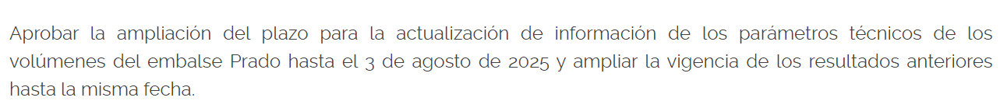 Aprobar la ampliación del plazo para la actualización de información de los parámetros técnicos de los
volúmenes del embalse Prado hasta el 3 de agosto de 2025 y ampliar la vigencia de los resultados anteriores
hasta la misma fecha.